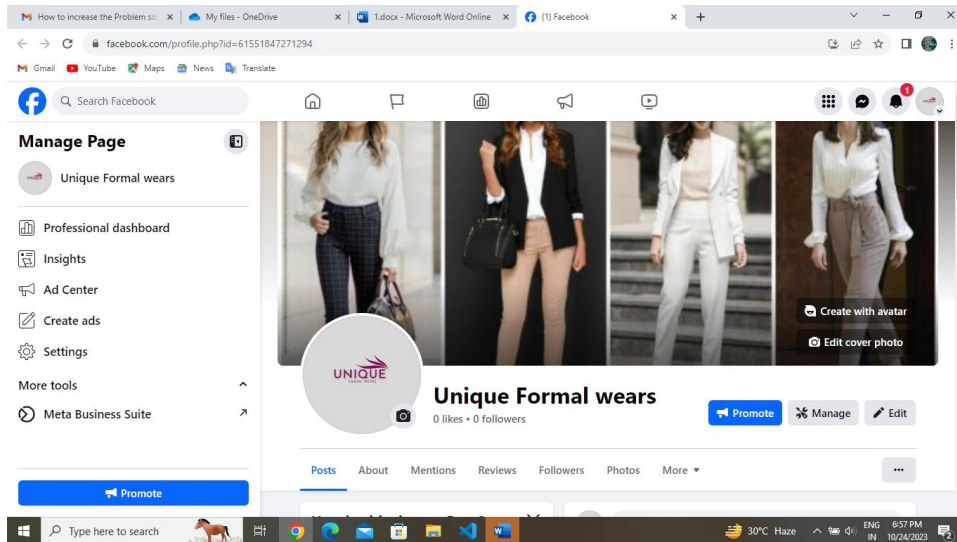 How to increase the Problem sol
My files - OneDrive
1.docx - Microsoft Word Online
(1) Facebook
facebook.com/profile.php?id=61551847271294
Gmail YouTube Maps News Translate
Search Facebook
1
Manage Page
Unique Formal wears
Professional dashboard
Insights
Ad Center
Create ads
Settings
More tools
Meta Business Suite
Promote
Create with avatar
Edit cover photo
UNIQUE
Unique Formal wears
0 likes • 0 followers
Promote Manage Edit
Posts About Mentions Reviews Followers Photos More
Type here to search
30°C Haze
ENG 6:57 PM
IN 10/24/2023
2